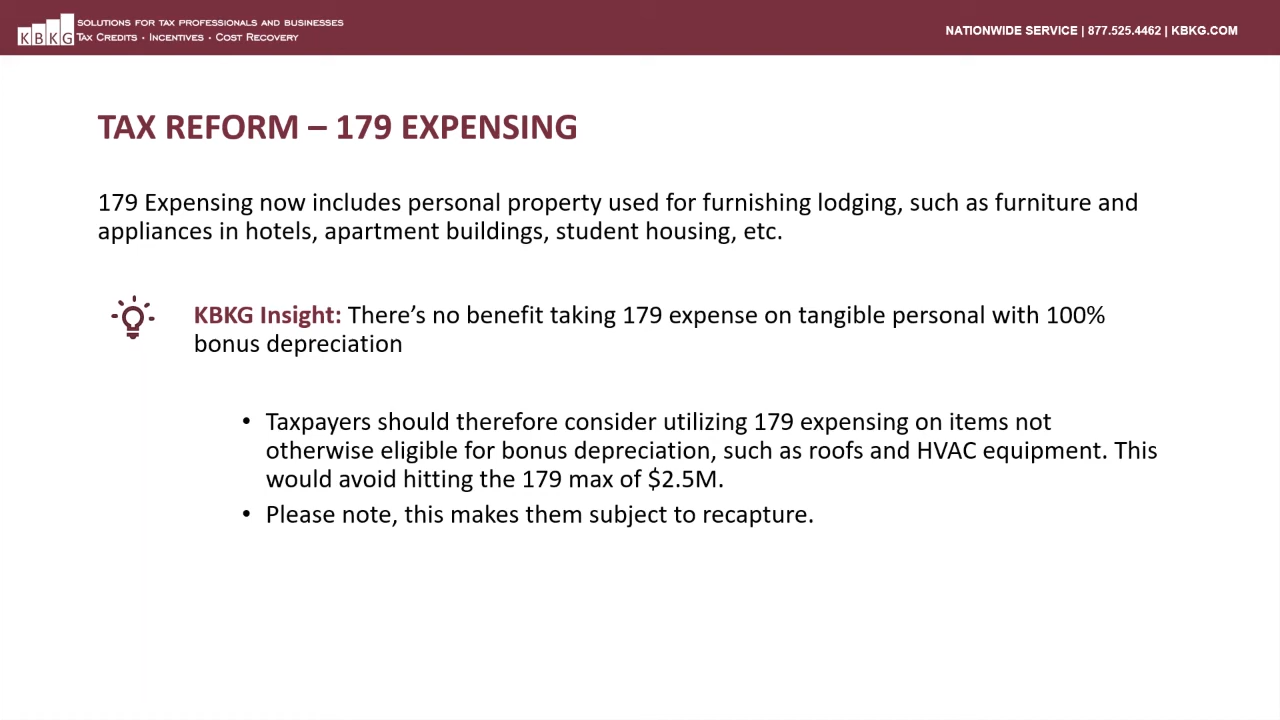 KBKG
SOLUTIONS FOR TAX PROFESSIONALS AND BUSINESSES
TAX CREDITS · INCENTIVES · COST RECOVERY
NATIONWIDE SERVICE | 877.525.4462 | KBKG.COM
TAX REFORM – 179 EXPENSING
179 Expensing now includes personal property used for furnishing lodging, such as furniture and
appliances in hotels, apartment buildings, student housing, etc.
KBKG Insight: There’s no benefit taking 179 expense on tangible personal with 100%
bonus depreciation
• Taxpayers should therefore consider utilizing 179 expensing on items not
otherwise eligible for bonus depreciation, such as roofs and HVAC equipment. This
would avoid hitting the 179 max of $2.5M.
• Please note, this makes them subject to recapture.